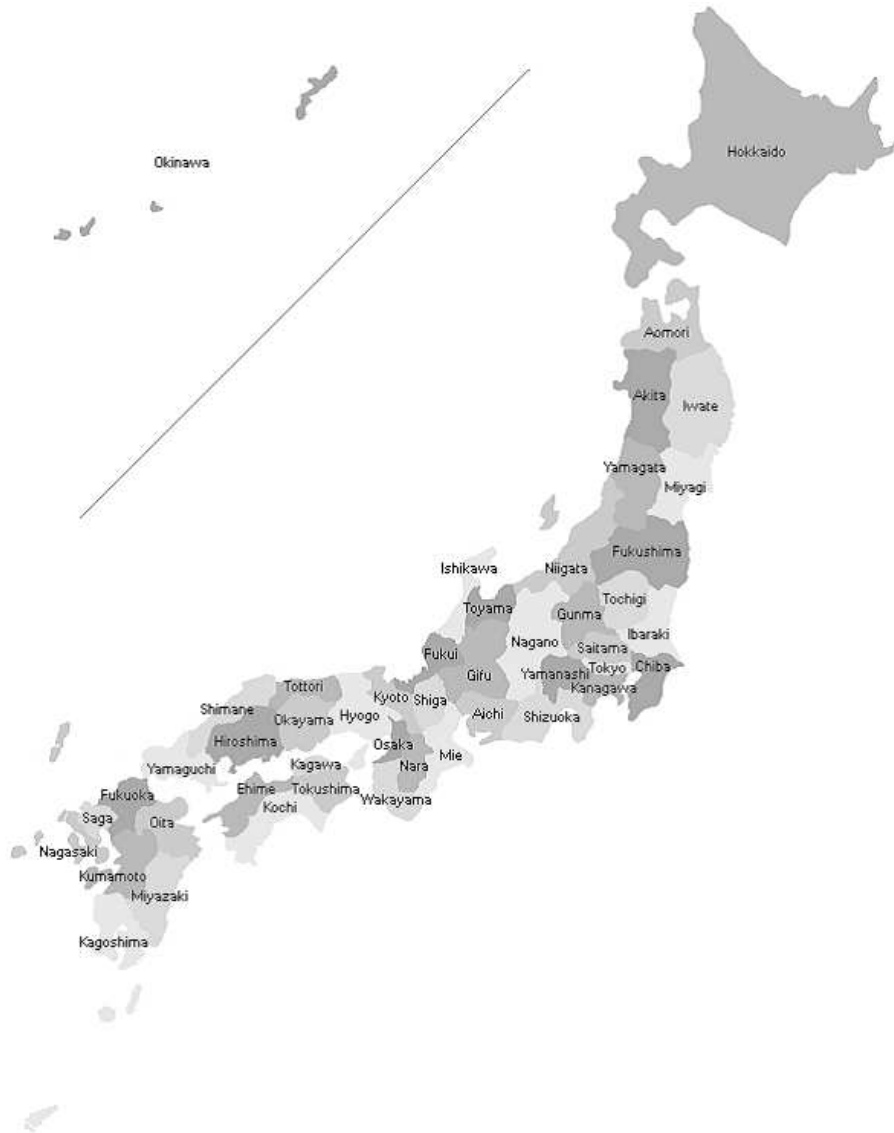 Hokkaido
Okinawa
Aomori
Akita
Iwate
Yamagata
Miyagi
Fukushima
Ishikawa
Niigata
Tochigi
Toyama
Gunma
Ibaraki
Nagano
Saitama
Fukui
Gifu
Yamanashi
Tokyo
Chiba
Kanagawa
Tottori
Kyoto
Shiga
Shimane
Okayama
Hyogo
Aichi
Shizuoka
Hiroshima
Osaka
Mie
Yamaguchi
Kagawa
Nara
Fukuoka
Ehime
Tokushima
Wakayama
Kochi
Saga
Oita
Nagasaki
Kumamoto
Miyazaki
Kagoshima